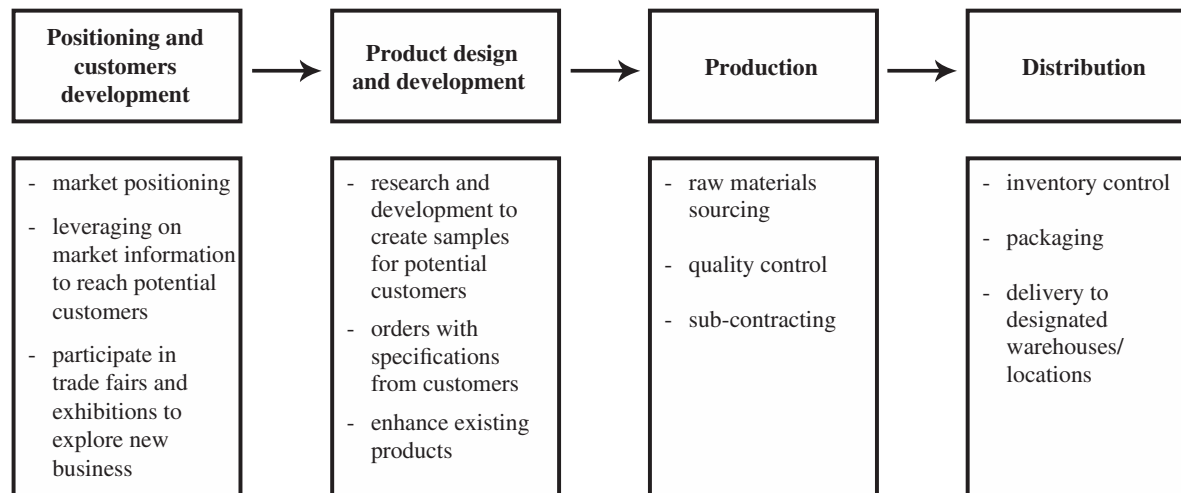 Positioning and
customers
development
Product design
and development
Production
Distribution
- market positioning
- leveraging on
market information
to reach potential
customers
- participate in
trade fairs and
exhibitions to
explore new
business
- research and
development to
create samples
for potential
customers
- orders with
specifications
from customers
- enhance existing
products
- raw materials
sourcing
- quality control
- sub-contracting
- inventory control
- packaging
- delivery to
designated
warehouses/
locations